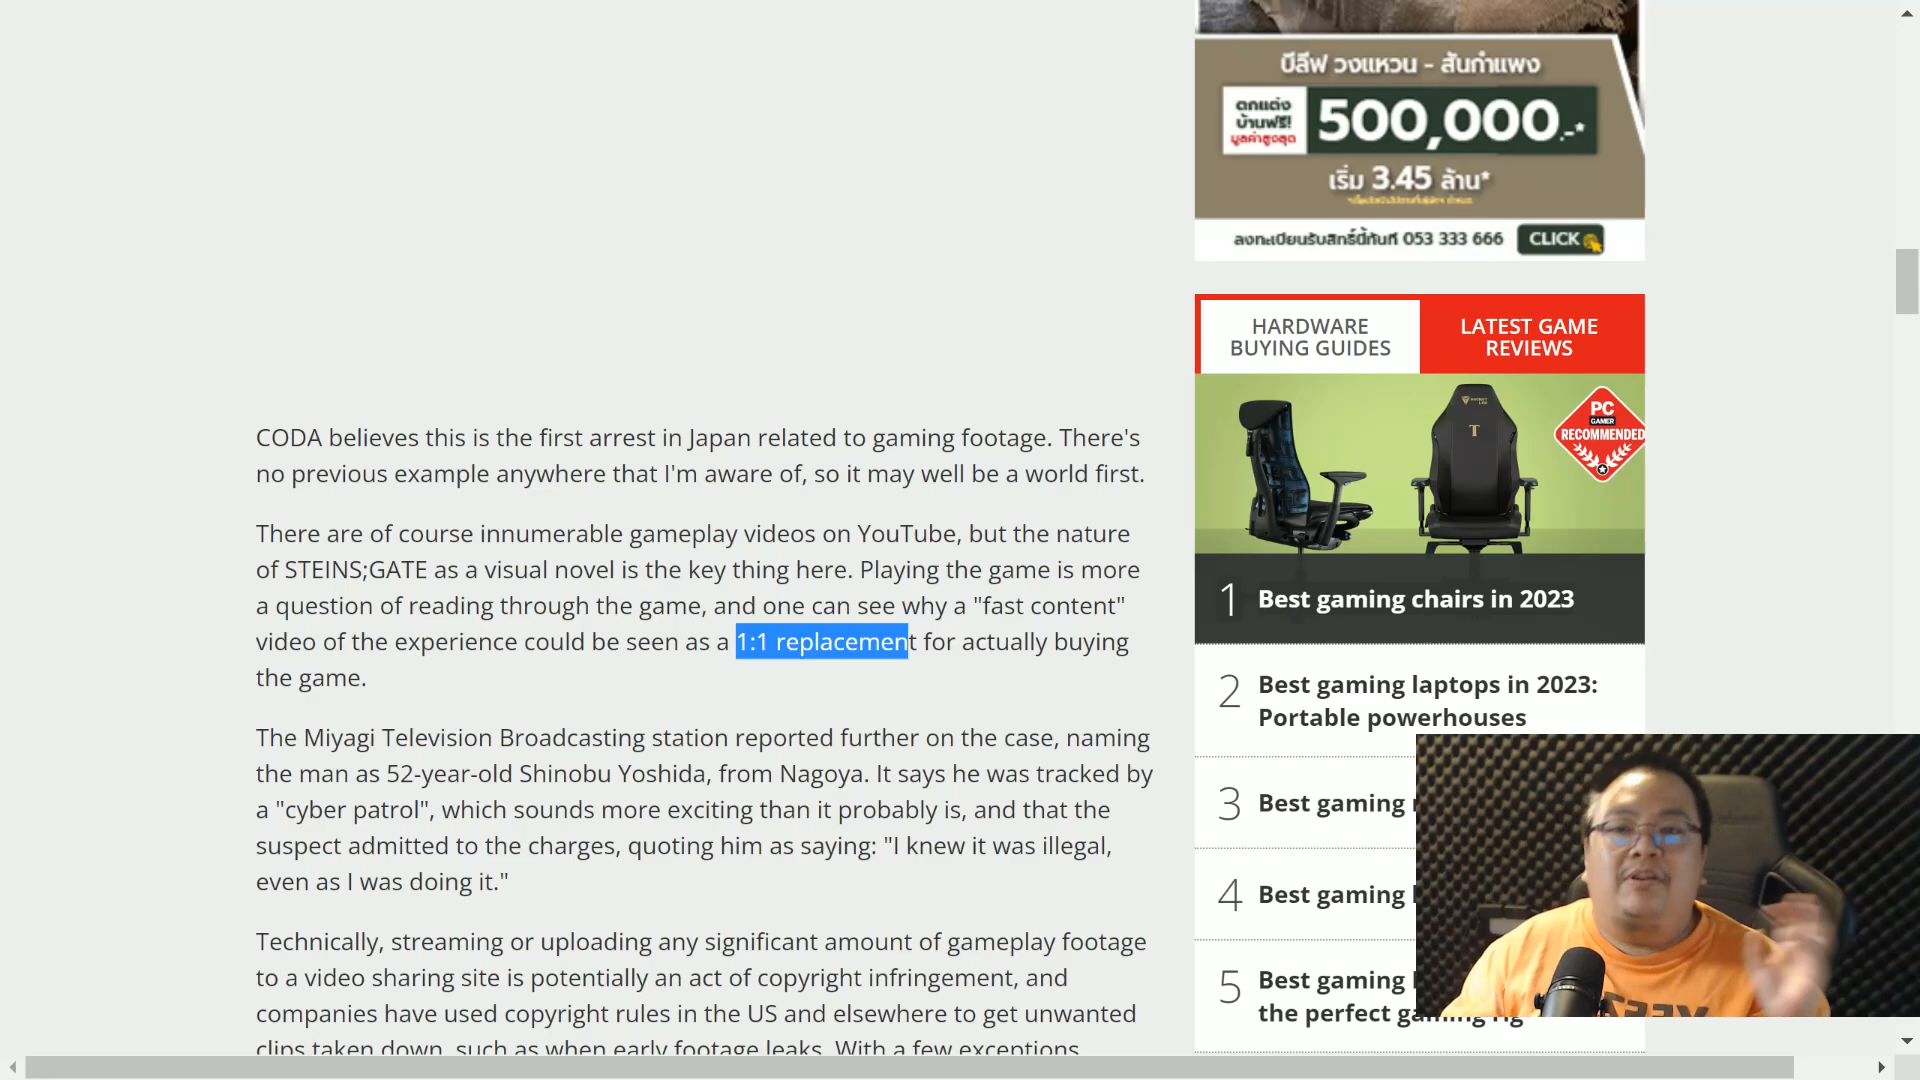 บีลีฟ วงแหวน - สันกำแพง
ตกแต่ง
บ้านฟรี!
มูลค่าสูงสุด
500,000.-*
เริ่ม 3.45 ล้าน*
ลงทะเบียนรับสิทธิ์นี้ทันที 053 333 666
CLICK
HARDWARE
BUYING GUIDES
LATEST GAME
REVIEWS
PC
GAMER
RECOMMENDED
1 Best gaming chairs in 2023
2 Best gaming laptops in 2023:
Portable powerhouses
3 Best gaming
4 Best gaming
5 Best gaming
the perfect gaming rig
CODA believes this is the first arrest in Japan related to gaming footage. There's
no previous example anywhere that I'm aware of, so it may well be a world first.
There are of course innumerable gameplay videos on YouTube, but the nature
of STEINS;GATE as a visual novel is the key thing here. Playing the game is more
a question of reading through the game, and one can see why a "fast content"
video of the experience could be seen as a 1:1 replacement for actually buying
the game.
The Miyagi Television Broadcasting station reported further on the case, naming
the man as 52-year-old Shinobu Yoshida, from Nagoya. It says he was tracked by
a "cyber patrol", which sounds more exciting than it probably is, and that the
suspect admitted to the charges, quoting him as saying: "I knew it was illegal,
even as I was doing it."
Technically, streaming or uploading any significant amount of gameplay footage
to a video sharing site is potentially an act of copyright infringement, and
companies have used copyright rules in the US and elsewhere to get unwanted
clips taken down, such as when early footage leaks. With a few exceptions